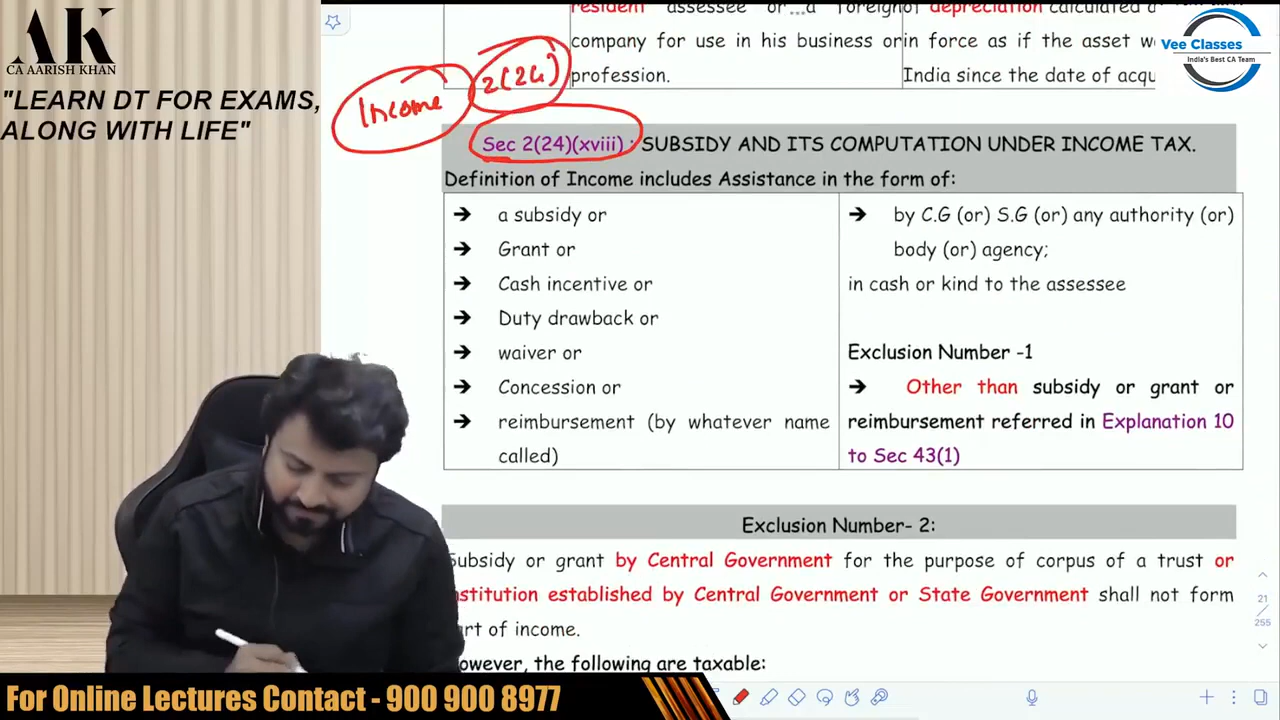 AK
CA AARISH KHAN
"LEARN DT FOR EXAMS,
ALONG WITH LIFE"
resident assessee or...a foreign
company for use in his business or
profession.
of depreciation calculated a
in force as if the asset w
India since the date of acqu
Vee Classes
India's Best CA Team
Income
2(24)
Sec 2(24)(xviii) : SUBSIDY AND ITS COMPUTATION UNDER INCOME TAX.
Definition of Income includes Assistance in the form of:
➔ a subsidy or
➔ Grant or
➔ Cash incentive or
➔ Duty drawback or
➔ waiver or
➔ Concession or
➔ reimbursement (by whatever name
called)
➔ by C.G (or) S.G (or) any authority (or)
body (or) agency;
in cash or kind to the assessee
Exclusion Number -1
➔ Other than subsidy or grant or
reimbursement referred in Explanation 10
to Sec 43(1)
Exclusion Number- 2:
ubsidy or grant by Central Government for the purpose of corpus of a trust or
nstitution established by Central Government or State Government shall not form
art of income.
owever, the following are taxable:
21
255
For Online Lectures Contact - 900 900 8977